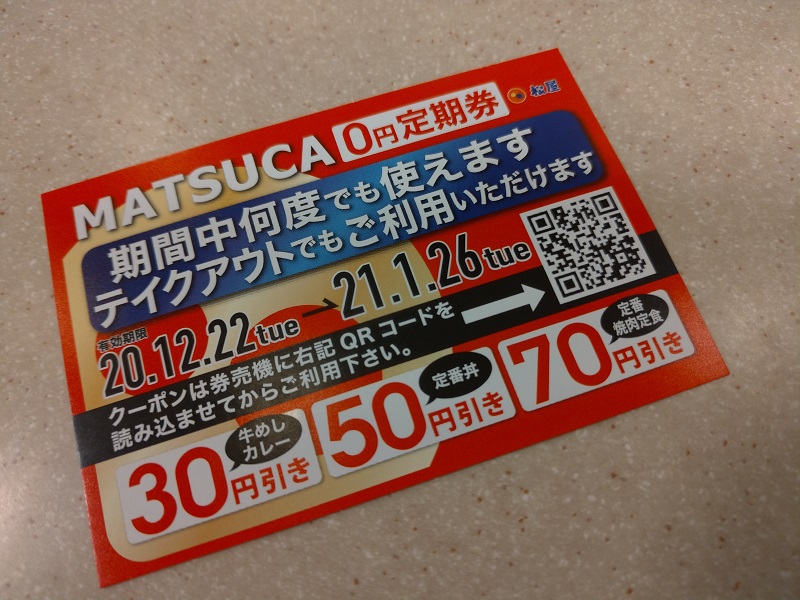 松屋
MATSUCA 0円定期券
期間中何度でも使えます
テイクアウトでもご利用いただけます
有効期限
20.12.22tue → 21.1.26tue
クーポンは券売機に右記QRコードを
読み込ませてからご利用下さい。
牛めし
カレー
30円引き
定番丼
50円引き
定番
焼肉定食
70円引き